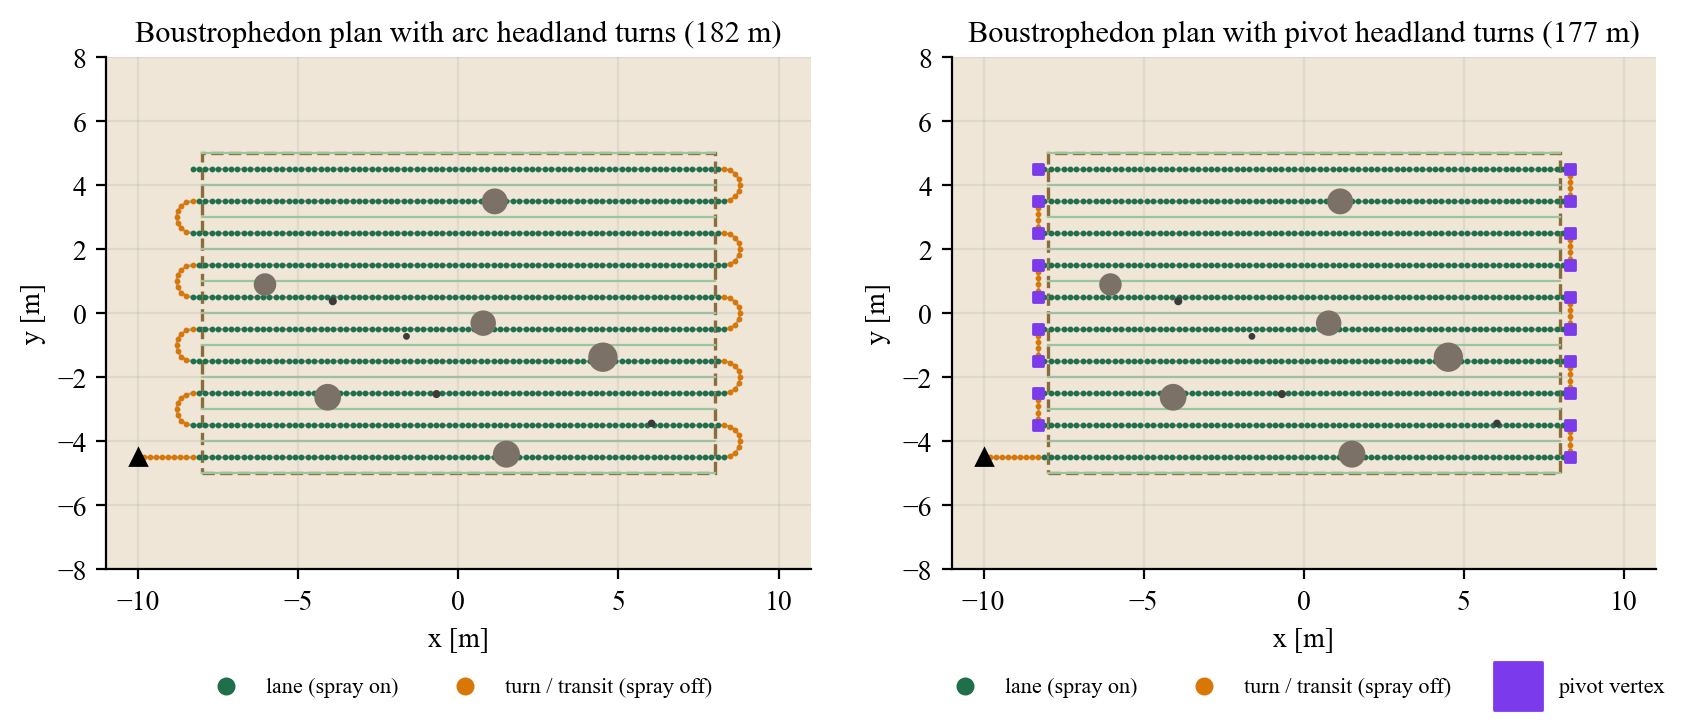 Boustrophedon plan with arc headland turns (182 m)
8
6
4
2
0
−2
−4
−6
−8
y [m]
−10
−5
0
5
10
x [m]
lane (spray on)
turn / transit (spray off)
Boustrophedon plan with pivot headland turns (177 m)
8
6
4
2
0
−2
−4
−6
−8
y [m]
−10
−5
0
5
10
x [m]
lane (spray on)
turn / transit (spray off)
pivot vertex